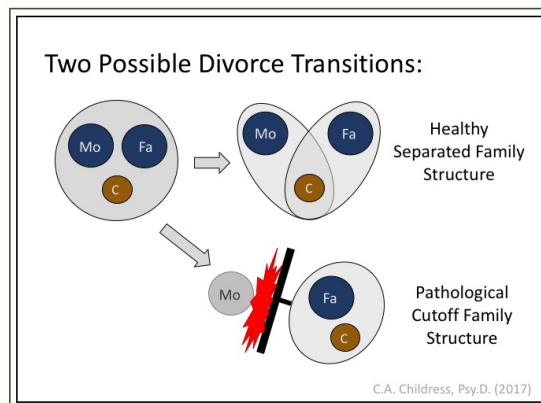 Two Possible Divorce Transitions:
Mo Fa
C
Mo Fa
C
Healthy
Separated Family
Structure
Mo
Fa
C
Pathological
Cutoff Family
Structure
C.A. Childress, Psy.D. (2017)